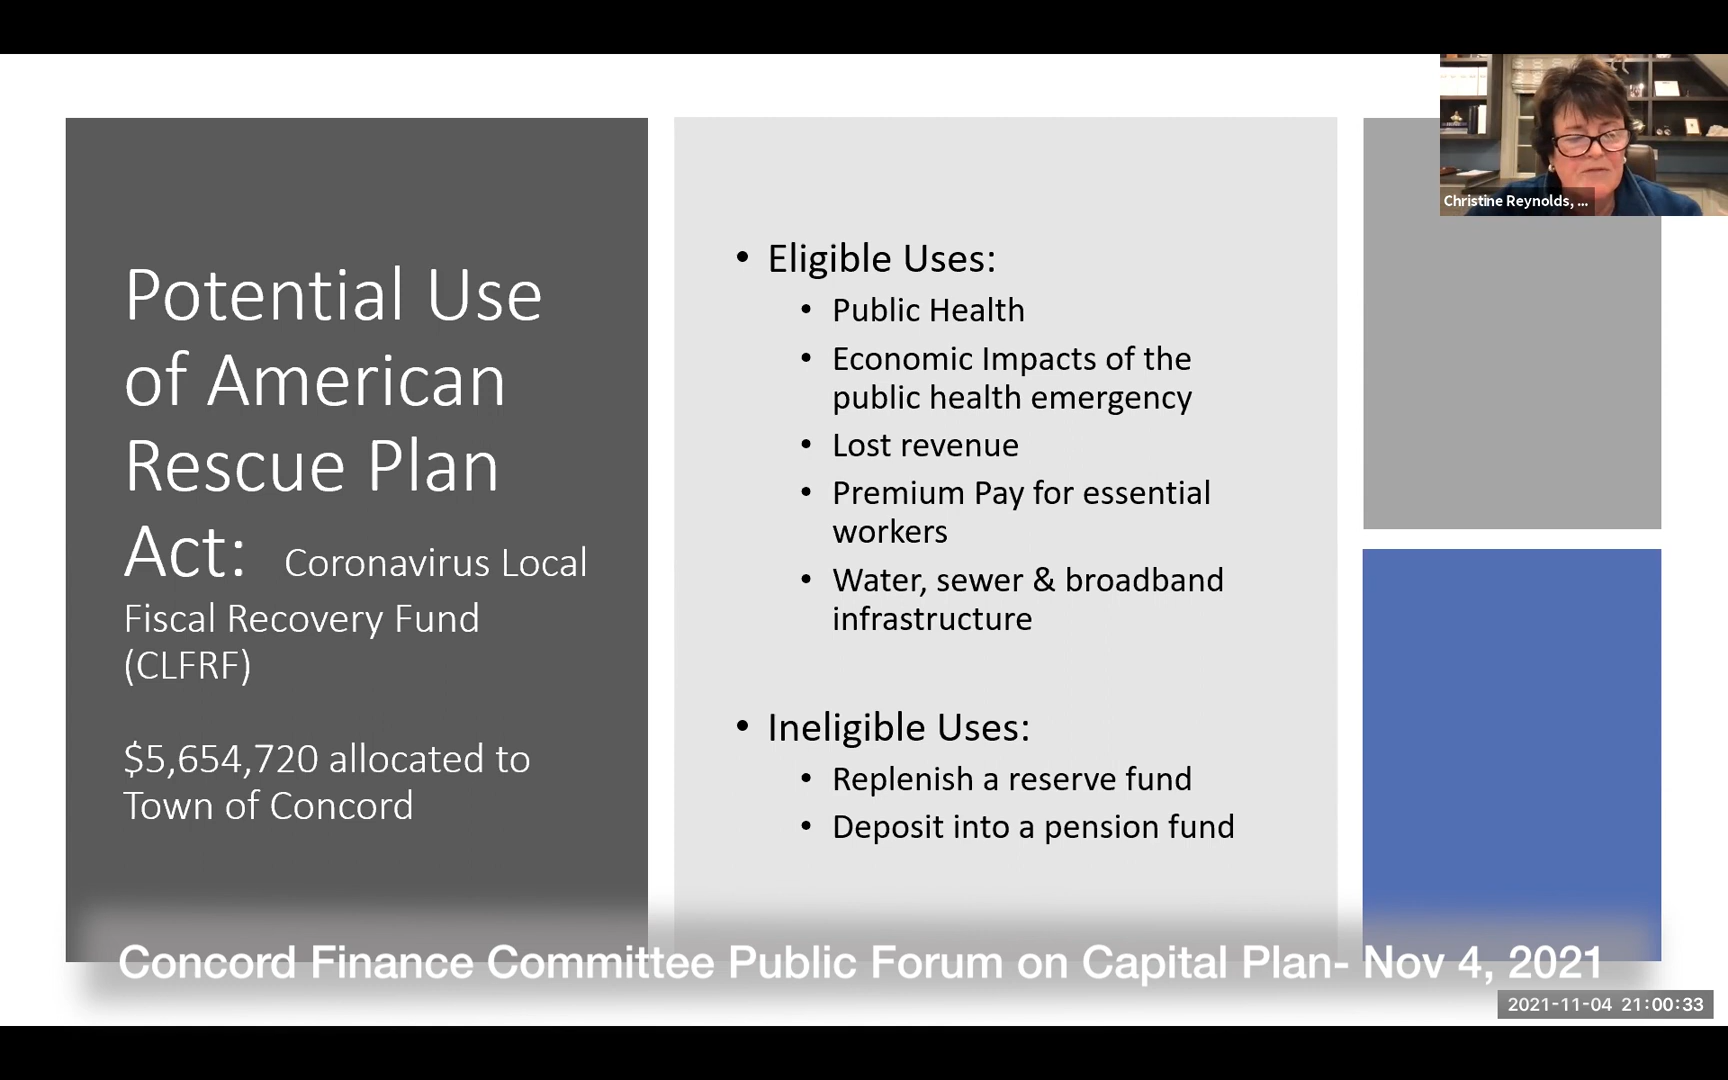 Potential Use
of American
Rescue Plan
Act: Coronavirus Local
Fiscal Recovery Fund
(CLFRF)
$5,654,720 allocated to
Town of Concord
• Eligible Uses:
• Public Health
• Economic Impacts of the
public health emergency
• Lost revenue
• Premium Pay for essential
workers
• Water, sewer & broadband
infrastructure
• Ineligible Uses:
• Replenish a reserve fund
• Deposit into a pension fund
Christine Reynolds, ...
Concord Finance Committee Public Forum on Capital Plan- Nov 4, 2021
2021-11-04 21:00:33